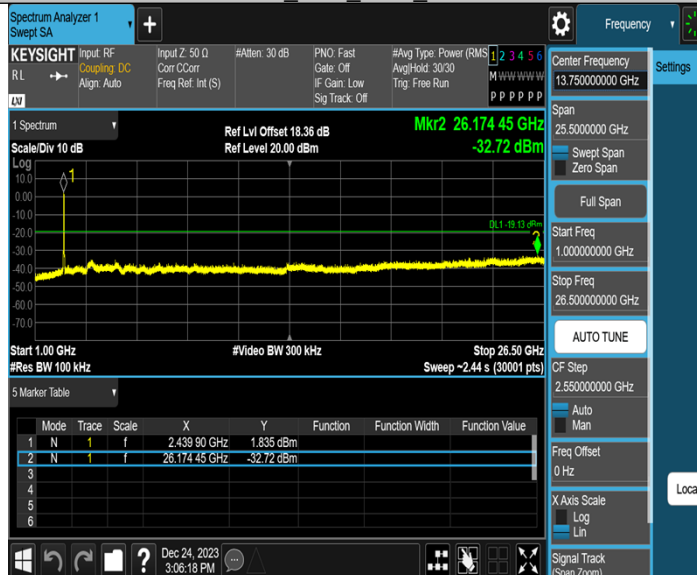 Spectrum Analyzer 1
Swept SA
Frequency
KEYSIGHT
RL
LXI
Input: RF
Coupling: DC
Align: Auto
Input Z: 50 Ω
Corr CCorr
Freq Ref: Int (S)
#Atten: 30 dB
PNO: Fast
Gate: Off
IF Gain: Low
Sig Track: Off
#Avg Type: Power (RMS
Avg|Hold: 30/30
Trig: Free Run
1 2 3 4 5 6
M W W W W W
P P P P P P
1 Spectrum
Scale/Div 10 dB
Ref Lvl Offset 18.36 dB
Ref Level 20.00 dBm
Mkr2 26.174 45 GHz
-32.72 dBm
Log
10.0
0.00
-10.0
-20.0
-30.0
-40.0
-50.0
-60.0
-70.0
1
DL1 -19.13 dBm
2
Start 1.00 GHz
#Res BW 100 kHz
#Video BW 300 kHz
Stop 26.50 GHz
Sweep ~2.44 s (30001 pts)
5 Marker Table
Mode Trace Scale X Y Function Function Width Function Value
1 N 1 f 2.439 90 GHz 1.835 dBm
2 N 1 f 26.174 45 GHz -32.72 dBm
3
4
5
6
?
Dec 24, 2023
3:06:18 PM
Center Frequency
13.750000000 GHz
Settings
Span
25.5000000 GHz
Swept Span
Zero Span
Full Span
Start Freq
1.000000000 GHz
Stop Freq
26.500000000 GHz
AUTO TUNE
CF Step
2.550000000 GHz
Auto
Man
Freq Offset
0 Hz
Loca
X Axis Scale
Log
Lin
Signal Track
(Span Zoom)